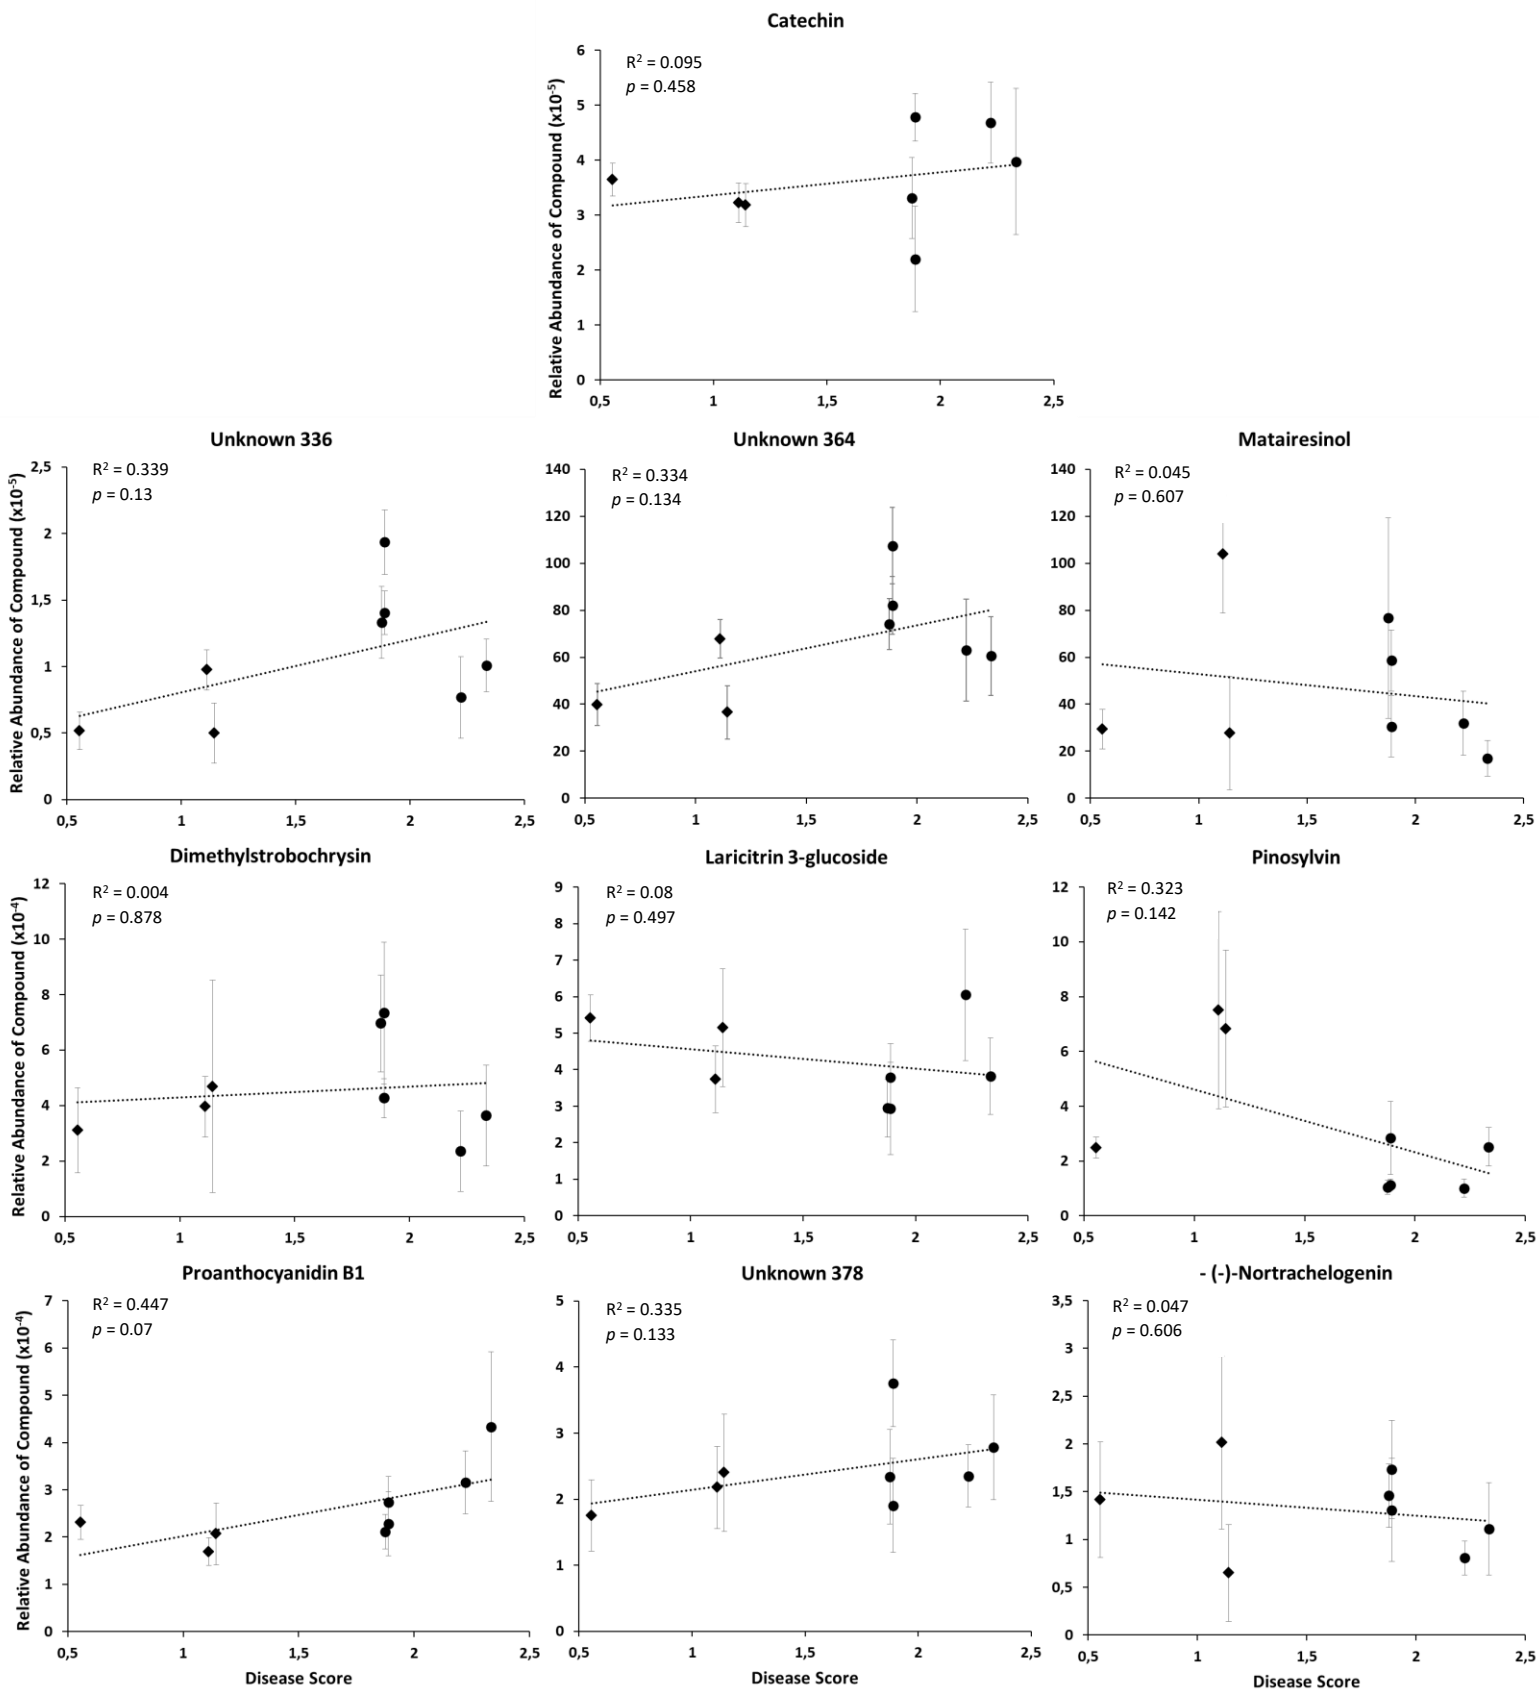 Catechin
R² = 0.095
p = 0.458
Relative Abundance of Compound (x10⁻⁵)
6
5
4
3
2
1
0
0,5 1 1,5 2 2,5
Unknown 336
R² = 0.339
p = 0.13
Relative Abundance of Compound (x10⁻⁵)
2,5
2
1,5
1
0,5
0
0,5 1 1,5 2 2,5
Unknown 364
R² = 0.334
p = 0.134
140
120
100
80
60
40
20
0
0,5 1 1,5 2 2,5
Matairesinol
R² = 0.045
p = 0.607
140
120
100
80
60
40
20
0
0,5 1 1,5 2 2,5
Dimethylstrobochrysin
R² = 0.004
p = 0.878
Relative Abundance of Compound (x10⁻⁴)
12
10
8
6
4
2
0
0,5 1 1,5 2 2,5
Laricitrin 3-glucoside
R² = 0.08
p = 0.497
9
8
7
6
5
4
3
2
1
0
0,5 1 1,5 2 2,5
Pinosylvin
R² = 0.323
p = 0.142
12
10
8
6
4
2
0
0,5 1 1,5 2 2,5
Proanthocyanidin B1
R² = 0.447
p = 0.07
Relative Abundance of Compound (x10⁻⁴)
7
6
5
4
3
2
1
0
0,5 1 1,5 2 2,5
Disease Score
Unknown 378
R² = 0.335
p = 0.133
5
4
3
2
1
0
0,5 1 1,5 2 2,5
Disease Score
- (-)-Nortrachelogenin
R² = 0.047
p = 0.606
3,5
3
2,5
2
1,5
1
0,5
0
0,5 1 1,5 2 2,5
Disease Score